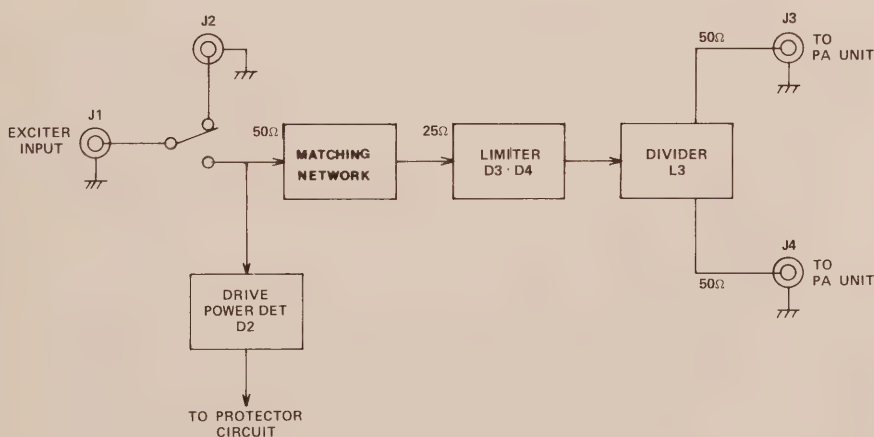 J2
J1
EXCITER
INPUT
50Ω
MATCHING
NETWORK
25Ω
LIMITER
D3 · D4
DIVIDER
L3
50Ω
J3
TO
PA UNIT
50Ω
J4
TO
PA UNIT
DRIVE
POWER DET
D2
TO PROTECTOR
CIRCUIT